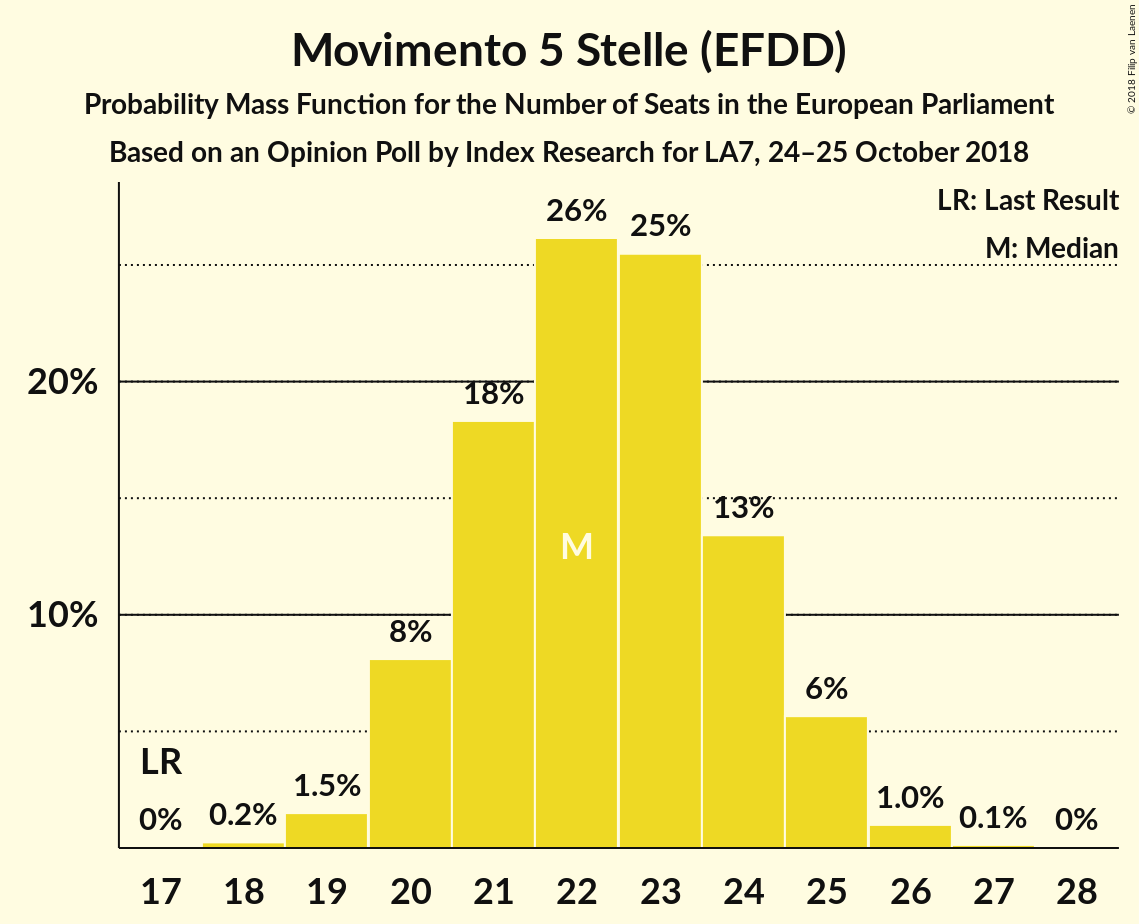 Movimento 5 Stelle (EFDD)
Probability Mass Function for the Number of Seats in the European Parliament
Based on an Opinion Poll by Index Research for LA7, 24–25 October 2018
© 2018 Filip van Laenen
LR: Last Result
M: Median
26%
25%
20%
18%
13%
M
10%
8%
6%
LR
1.5%
1.0%
0%
0.2%
0.1%
0%
17 18 19 20 21 22 23 24 25 26 27 28